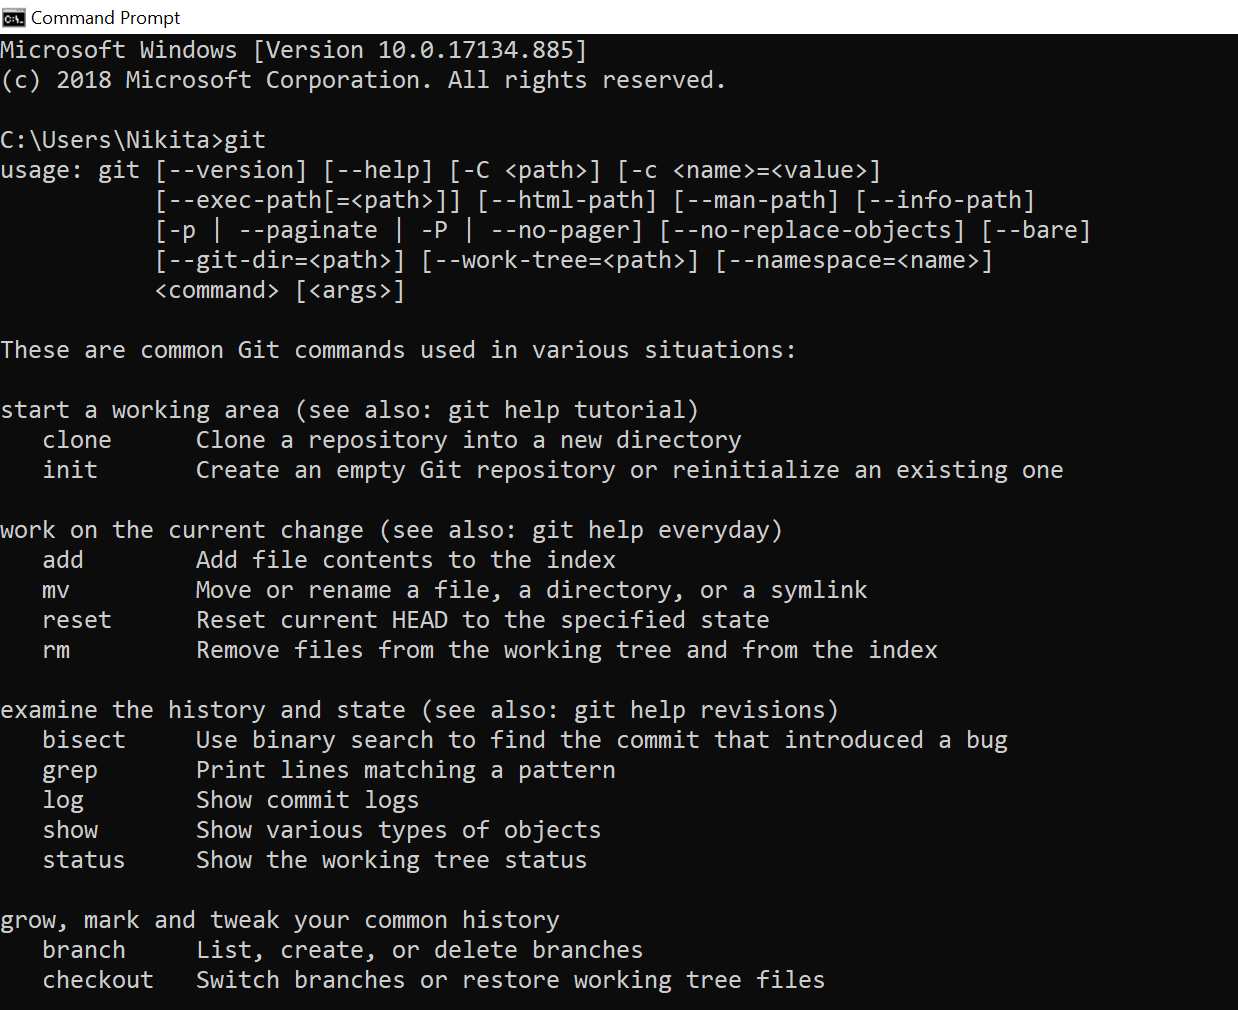 Command Prompt
Microsoft Windows [Version 10.0.17134.885]
(c) 2018 Microsoft Corporation. All rights reserved.
C:\Users\Nikita>git
usage: git [--version] [--help] [-C <path>] [-c <name>=<value>]
           [--exec-path[=<path>]] [--html-path] [--man-path] [--info-path]
           [-p | --paginate | -P | --no-pager] [--no-replace-objects] [--bare]
           [--git-dir=<path>] [--work-tree=<path>] [--namespace=<name>]
           <command> [<args>]
These are common Git commands used in various situations:
start a working area (see also: git help tutorial)
   clone      Clone a repository into a new directory
   init       Create an empty Git repository or reinitialize an existing one
work on the current change (see also: git help everyday)
   add        Add file contents to the index
   mv         Move or rename a file, a directory, or a symlink
   reset      Reset current HEAD to the specified state
   rm         Remove files from the working tree and from the index
examine the history and state (see also: git help revisions)
   bisect     Use binary search to find the commit that introduced a bug
   grep       Print lines matching a pattern
   log        Show commit logs
   show       Show various types of objects
   status     Show the working tree status
grow, mark and tweak your common history
   branch     List, create, or delete branches
   checkout   Switch branches or restore working tree files